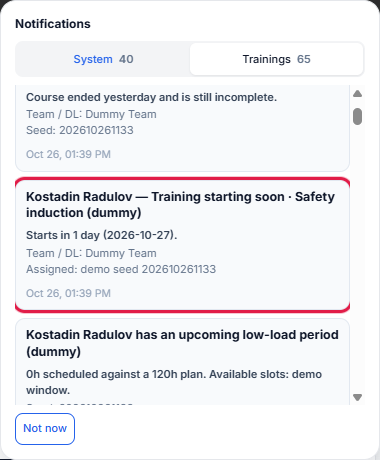 Notifications
System 40
Trainings 65
Course ended yesterday and is still incomplete.
Team / DL: Dummy Team
Seed: 202610261133
Oct 26, 01:39 PM
Kostadin Radulov — Training starting soon · Safety
induction (dummy)
Starts in 1 day (2026-10-27).
Team / DL: Dummy Team
Assigned: demo seed 202610261133
Oct 26, 01:39 PM
Kostadin Radulov has an upcoming low-load period
(dummy)
0h scheduled against a 120h plan. Available slots: demo
window.
Not now